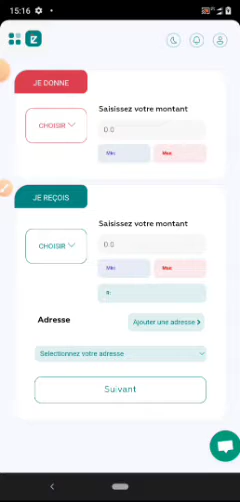 15:16
JE DONNE
Saisissez votre montant
CHOISIR
0.0
Min:
Max:
JE REÇOIS
Saisissez votre montant
CHOISIR
0.0
Min:
Max:
Adresse
Ajouter une adresse
Selectionnez votre adresse
Suivant